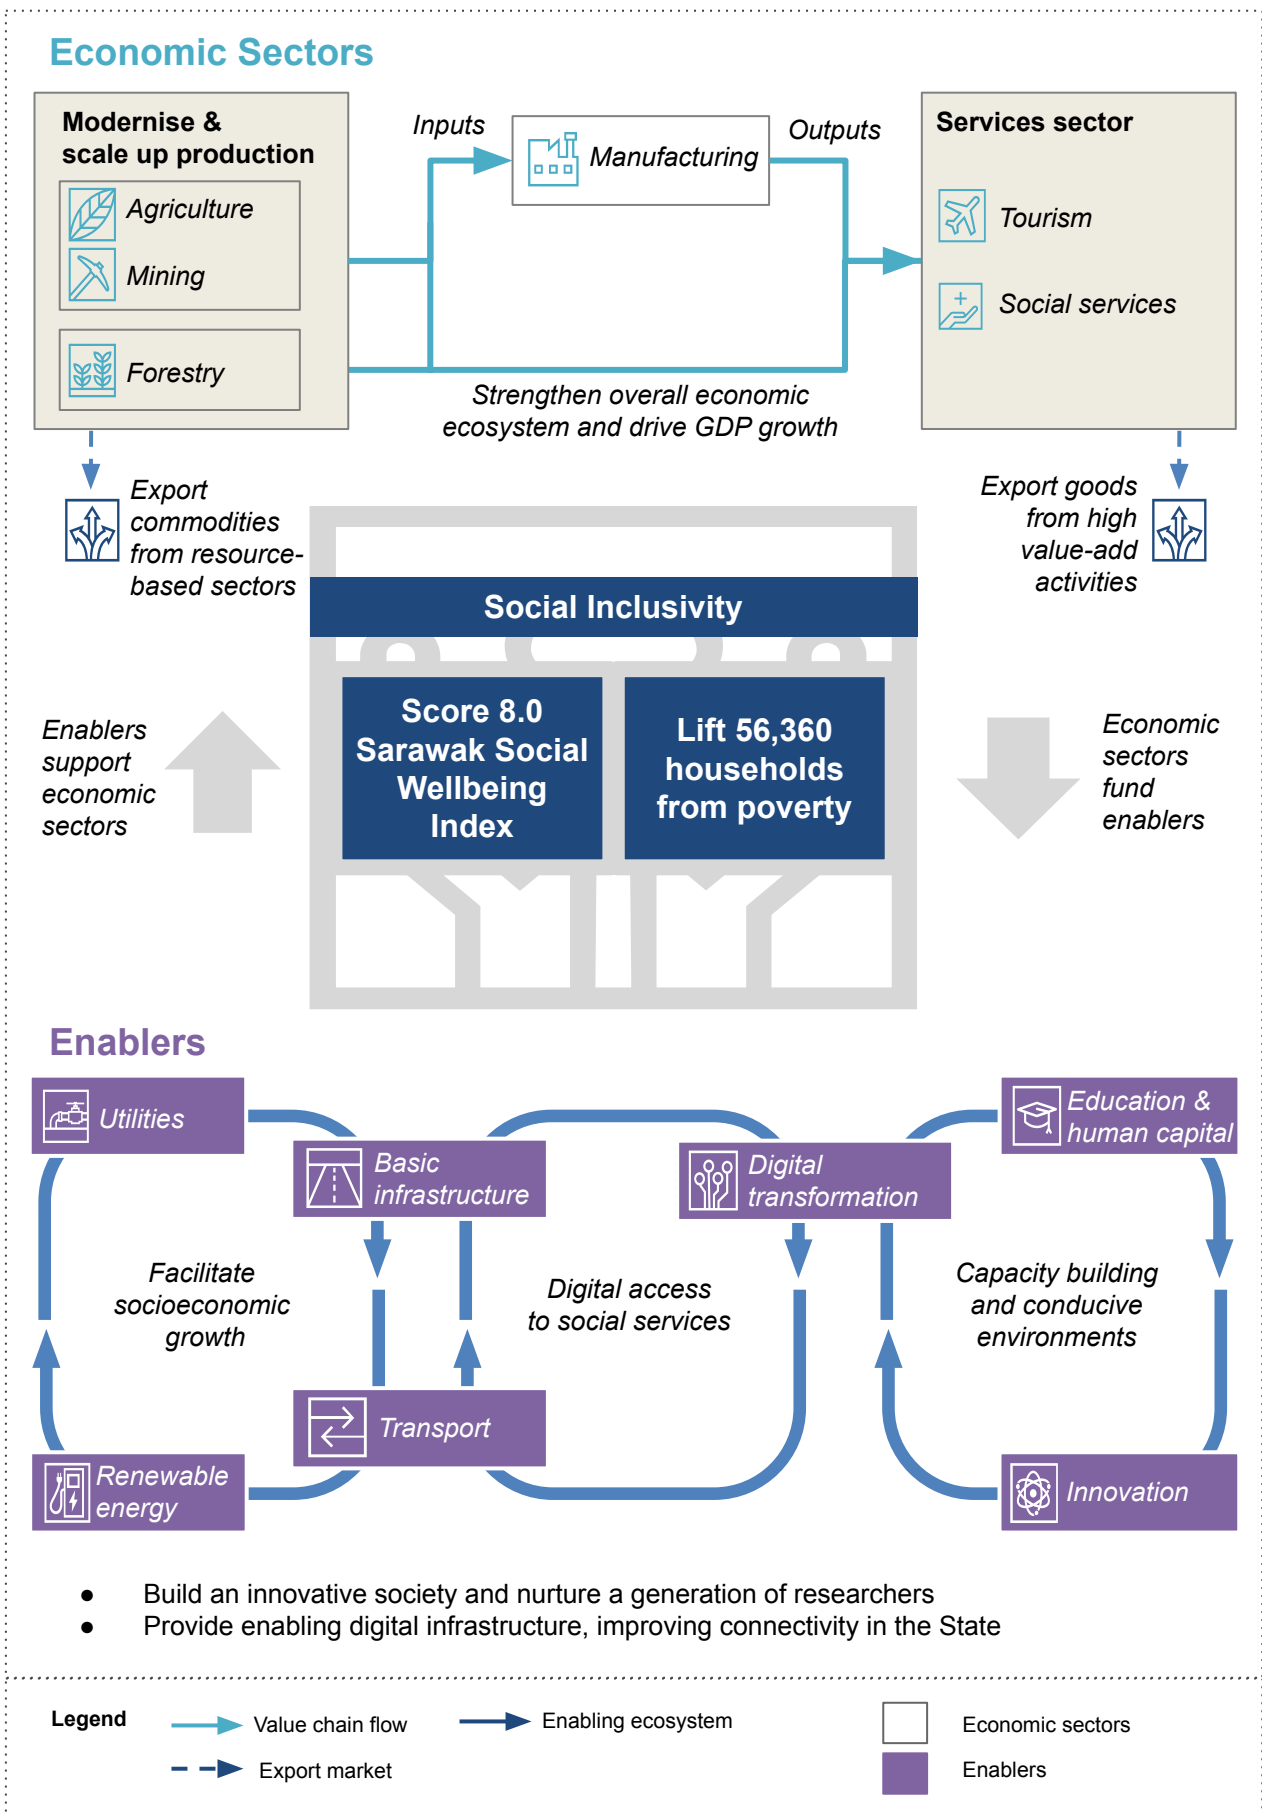 Economic Sectors
Modernise &
scale up production
Agriculture
Mining
Forestry
Inputs
Manufacturing
Outputs
Services sector
Tourism
Social services
Strengthen overall economic
ecosystem and drive GDP growth
Export
commodities
from resource-
based sectors
Export goods
from high
value-add
activities
Social Inclusivity
Score 8.0
Sarawak Social
Wellbeing
Index
Lift 56,360
households
from poverty
Enablers
support
economic
sectors
Economic
sectors
fund
enablers
Enablers
Utilities
Basic
infrastructure
Digital
transformation
Education &
human capital
Facilitate
socioeconomic
growth
Digital access
to social services
Capacity building
and conducive
environments
Transport
Renewable
energy
Innovation
● Build an innovative society and nurture a generation of researchers
● Provide enabling digital infrastructure, improving connectivity in the State
Legend
Value chain flow
Enabling ecosystem
Economic sectors
Export market
Enablers